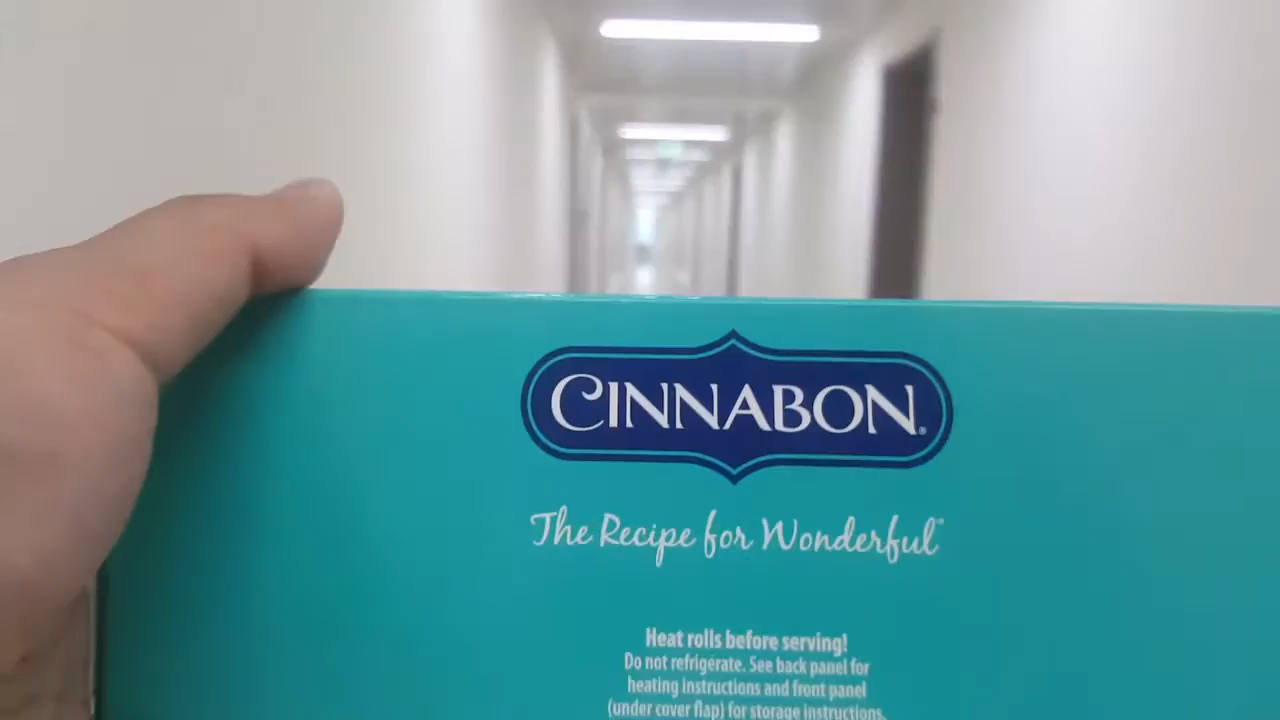 CINNABON®
The Recipe for Wonderful™
Heat rolls before serving!
Do not refrigerate. See back panel for
heating instructions and front panel
(under cover flap) for storage instructions.